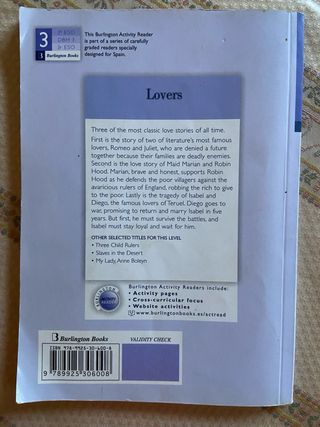 3
3º ESO
DBH 3
3r ESO
1 Burlington Books
This Burlington Activity Reader
is part of a series of carefully
graded readers specially
designed for Spain.
Lovers
Three of the most classic love stories of all time.
First is the story of two of literature's most famous
lovers, Romeo and Juliet, who are denied a future
together because their families are deadly enemies.
Second is the love story of Maid Marian and Robin
Hood. Marian, brave and honest, supports Robin
Hood as he defends the poor villagers against the
avaricious rulers of England, robbing the rich to give
to the poor. Lastly is the tragedy of Isabel and
Diego, the famous lovers of Teruel. Diego goes to
war, promising to return and marry Isabel in five
years. But first, he must survive the battles, and
Isabel must stay loyal and wait for him.
OTHER SELECTED TITLES FOR THIS LEVEL
• Three Child Rulers
• Slaves in the Desert
• My Lady, Anne Boleyn
Burlington Activity Readers include:
• Activity pages
• Cross-curricular focus
• Website activities
www.burlingtonbooks.es/actread
Burlington Books
VALIDITY CHECK
ISBN 978-9925-30-600-8
9 789925 306008